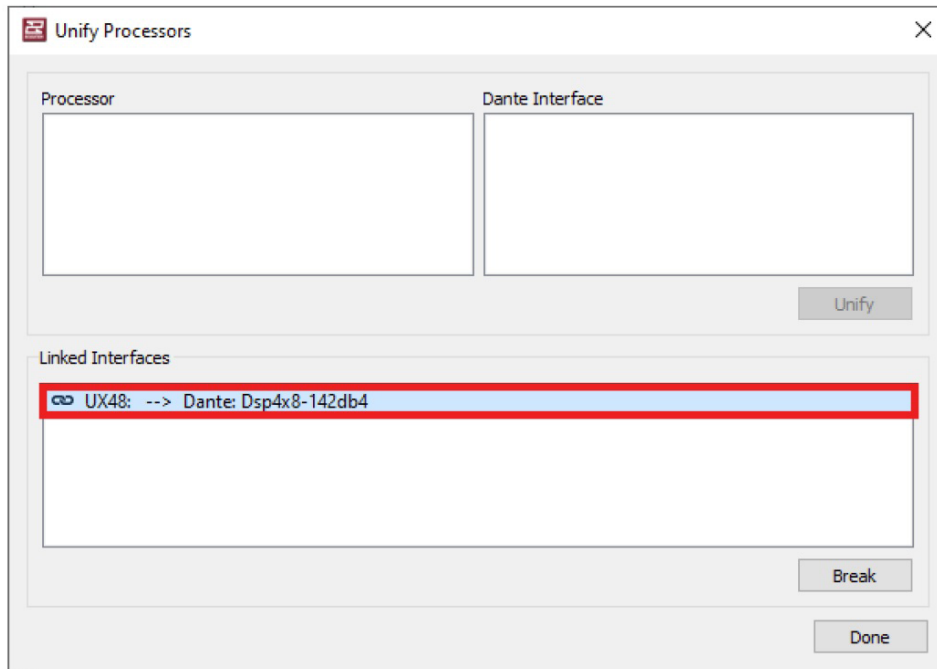 Unify Processors
Processor
Dante Interface
Unify
Linked Interfaces
UX48: --> Dante: Dsp4x8-142db4
Break
Done